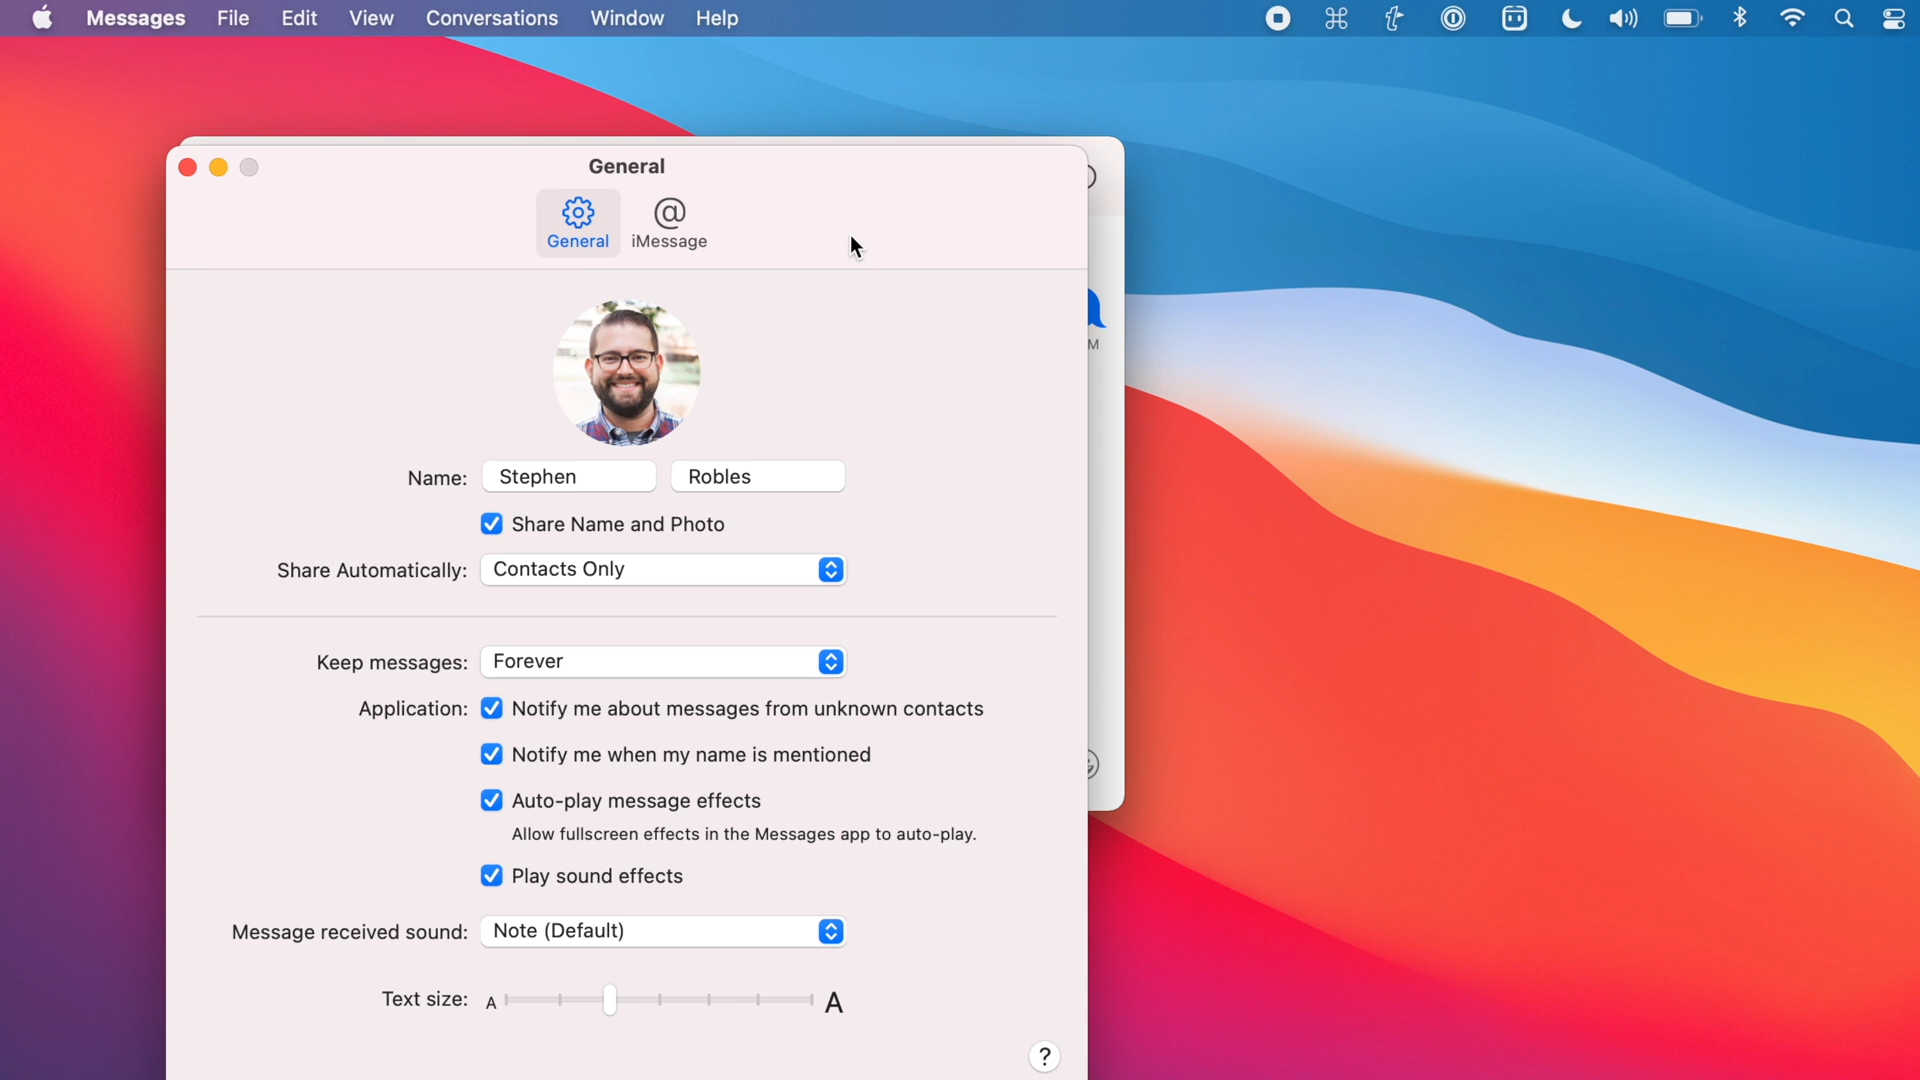 Messages File Edit View Conversations Window Help
General
General @ iMessage
Name: Stephen Robles
Share Name and Photo
Share Automatically: Contacts Only
Keep messages: Forever
Application: Notify me about messages from unknown contacts
Notify me when my name is mentioned
Auto-play message effects
Allow fullscreen effects in the Messages app to auto-play.
Play sound effects
Message received sound: Note (Default)
Text size: A A
?
M